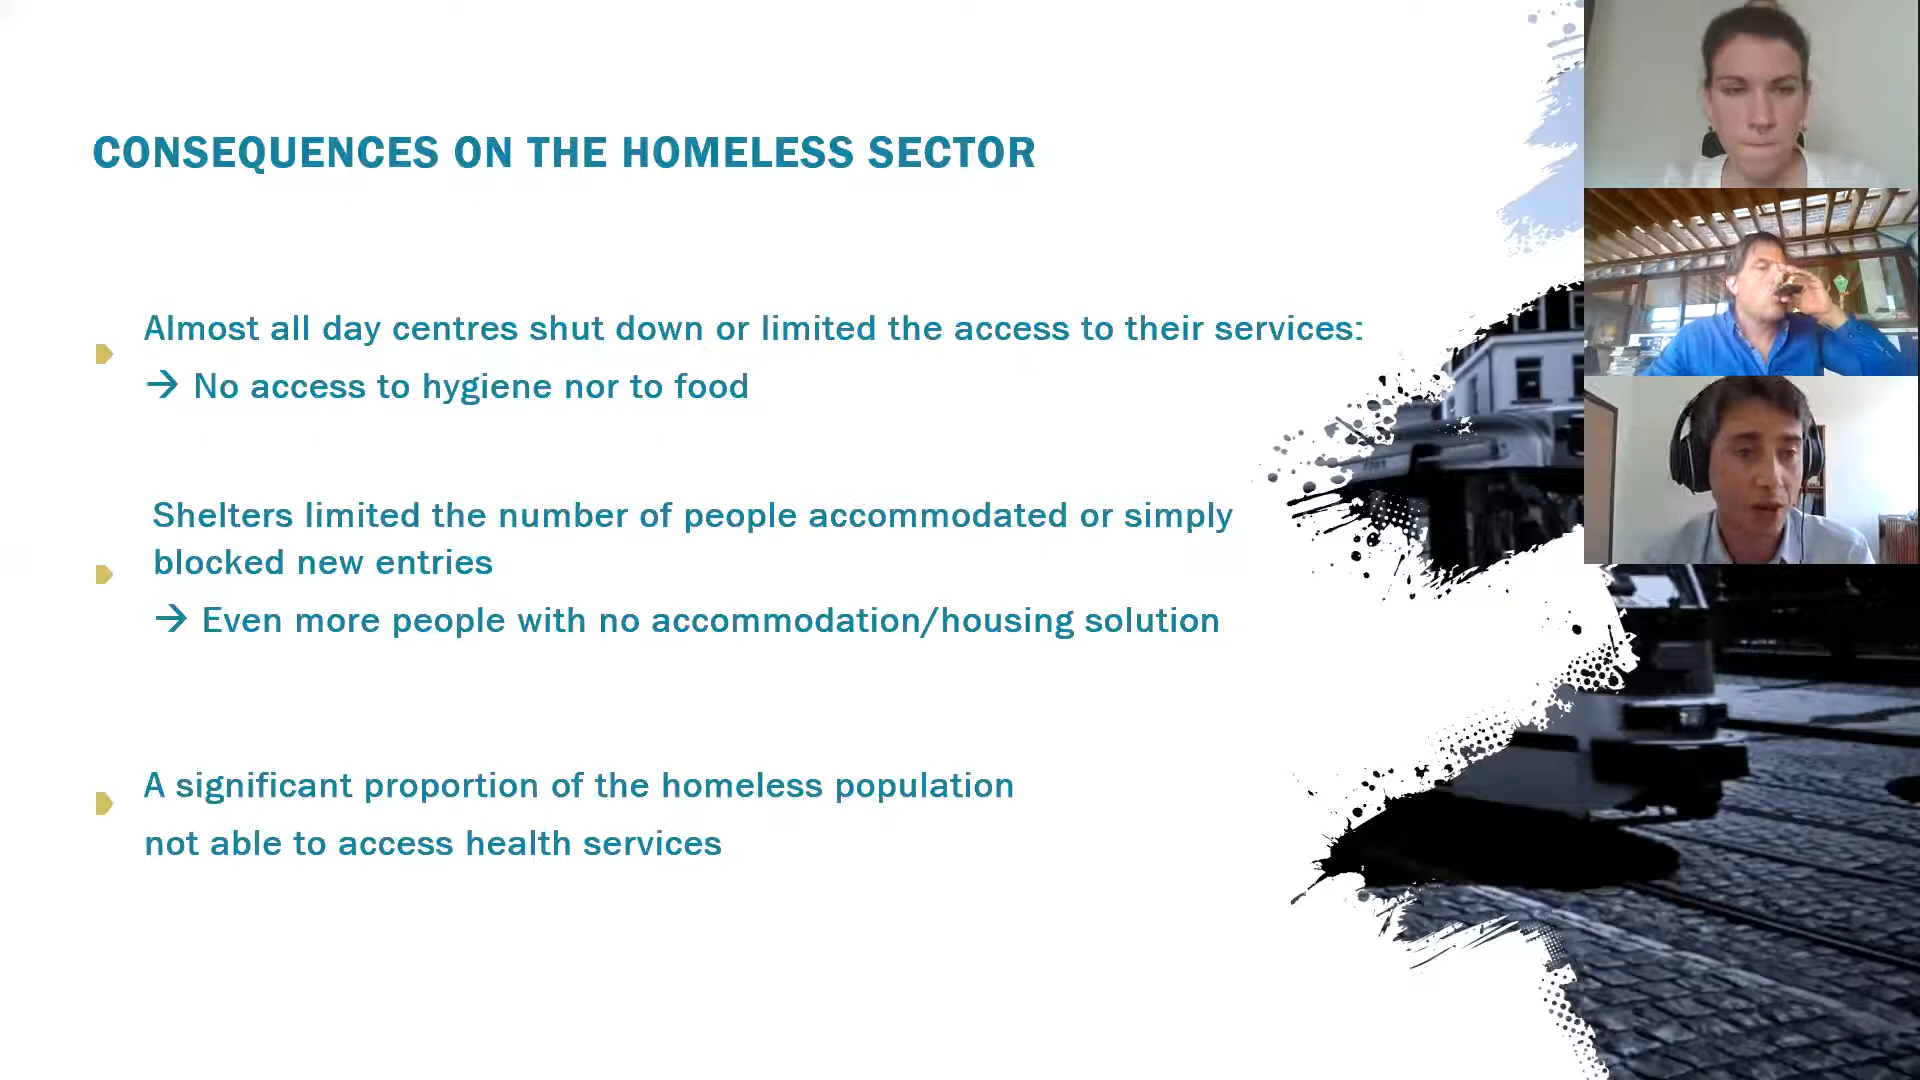 CONSEQUENCES ON THE HOMELESS SECTOR
Almost all day centres shut down or limited the access to their services:
→ No access to hygiene nor to food
Shelters limited the number of people accommodated or simply
blocked new entries
→ Even more people with no accommodation/housing solution
A significant proportion of the homeless population
not able to access health services